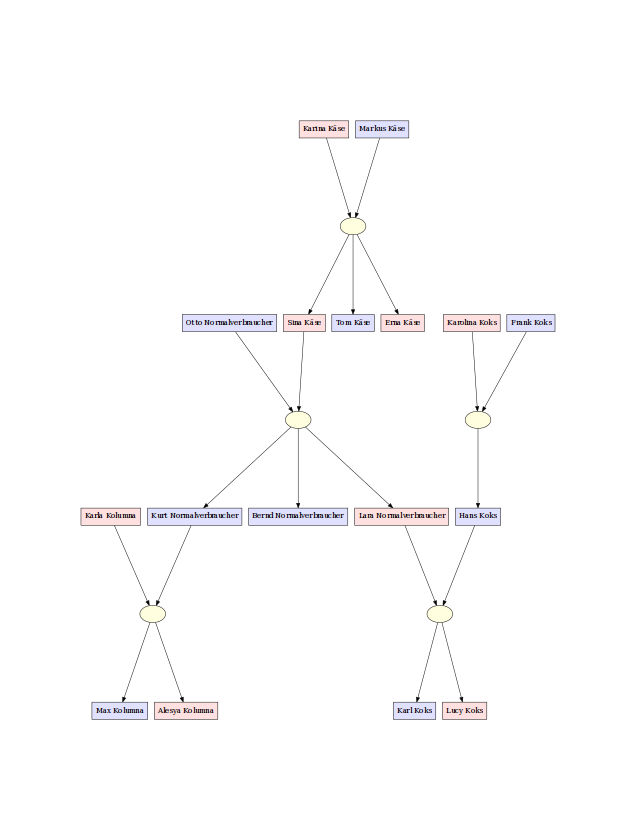 Karina Käse
Markus Käse
Otto Normalverbraucher
Sina Käse
Tom Käse
Erna Käse
Karolina Koks
Frank Koks
Karla Kolumna
Kurt Normalverbraucher
Bernd Normalverbraucher
Lara Normalverbraucher
Hans Koks
Max Kolumna
Alesya Kolumna
Karl Koks
Lucy Koks